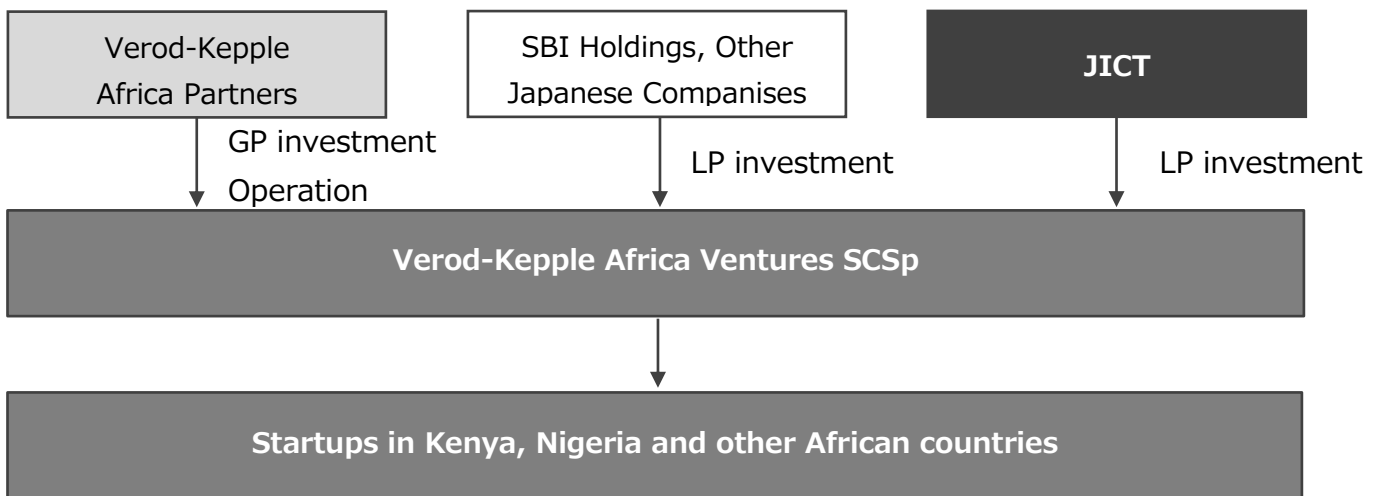 Verod-Kepple
Africa Partners
SBI Holdings, Other
Japanese Companises
JICT
GP investment
Operation
LP investment
LP investment
Verod-Kepple Africa Ventures SCSp
Startups in Kenya, Nigeria and other African countries